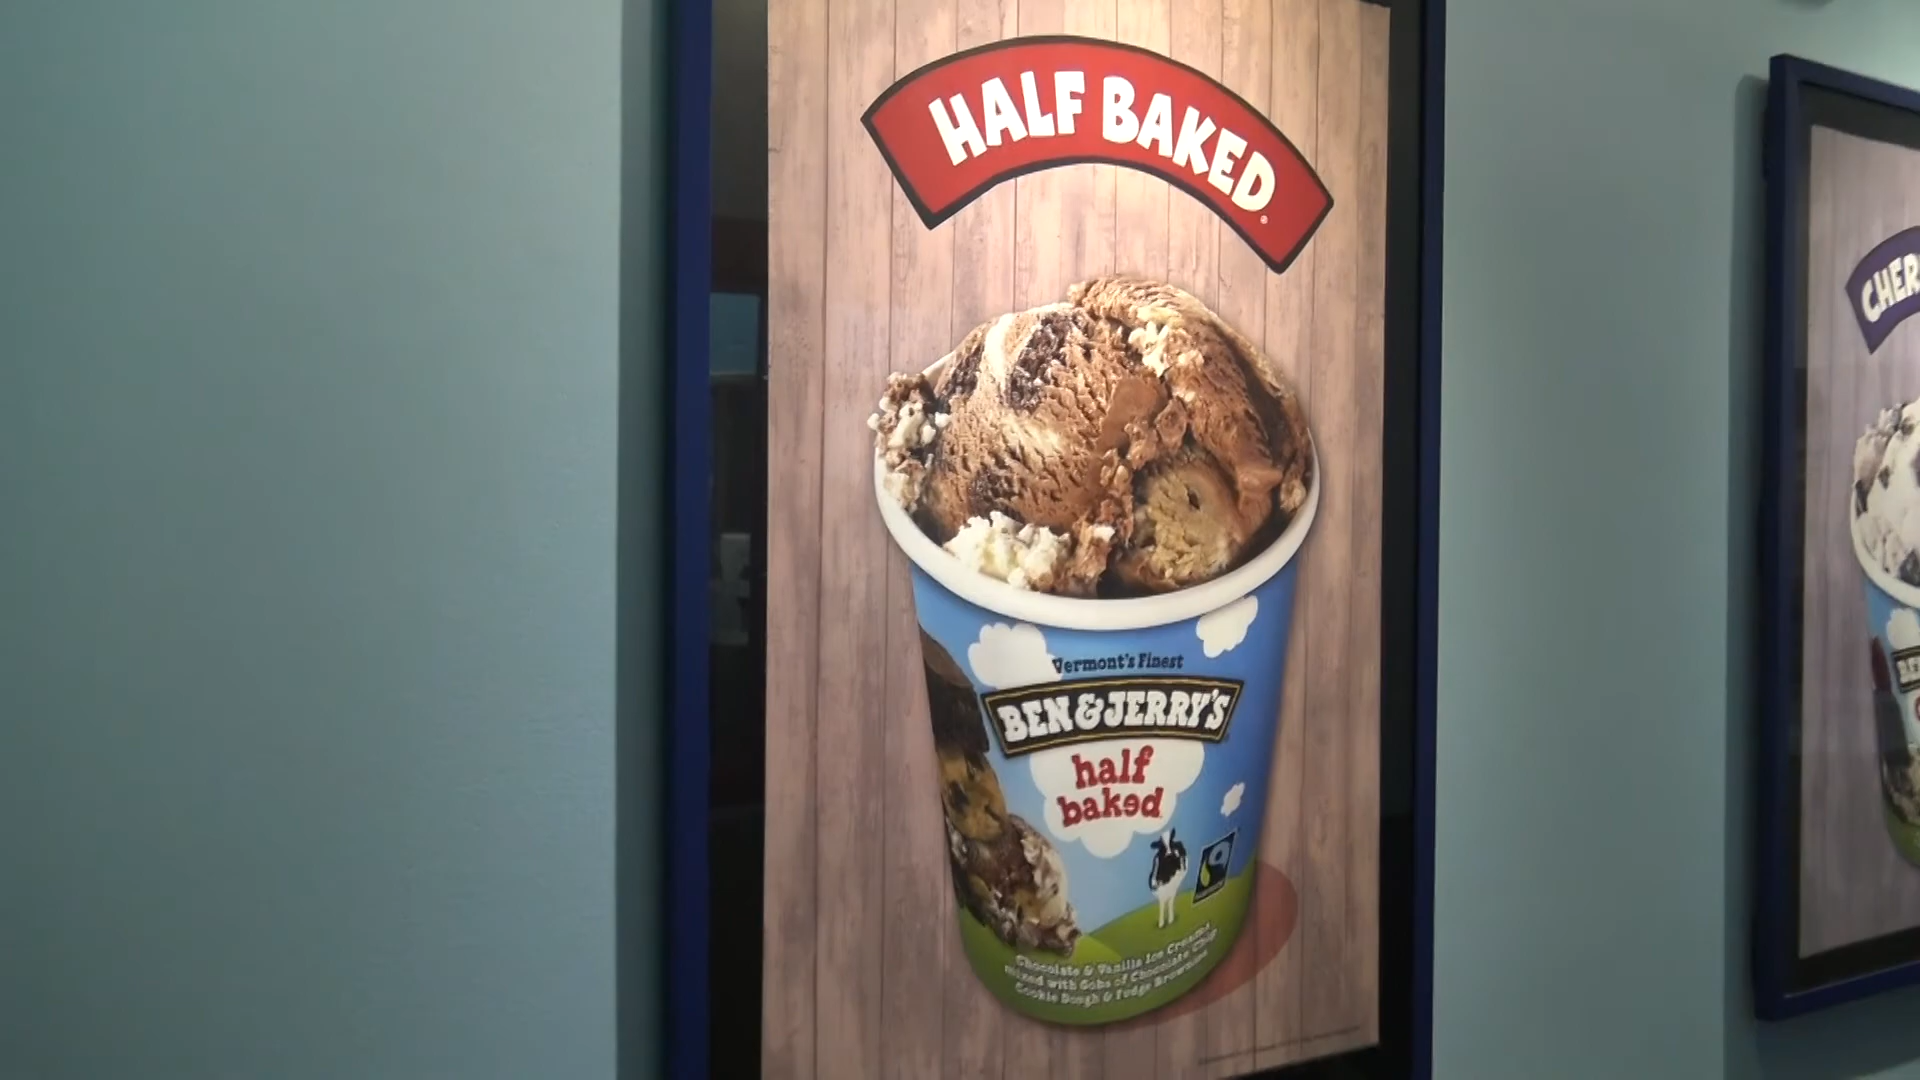 HALF BAKED
Vermont's Finest
BEN & JERRY'S
half
baked
Chocolate & Vanilla Ice Creams
mixed with Gobs of Chocolate Chip
Cookie Dough & Fudge Brownies
CHER
BE